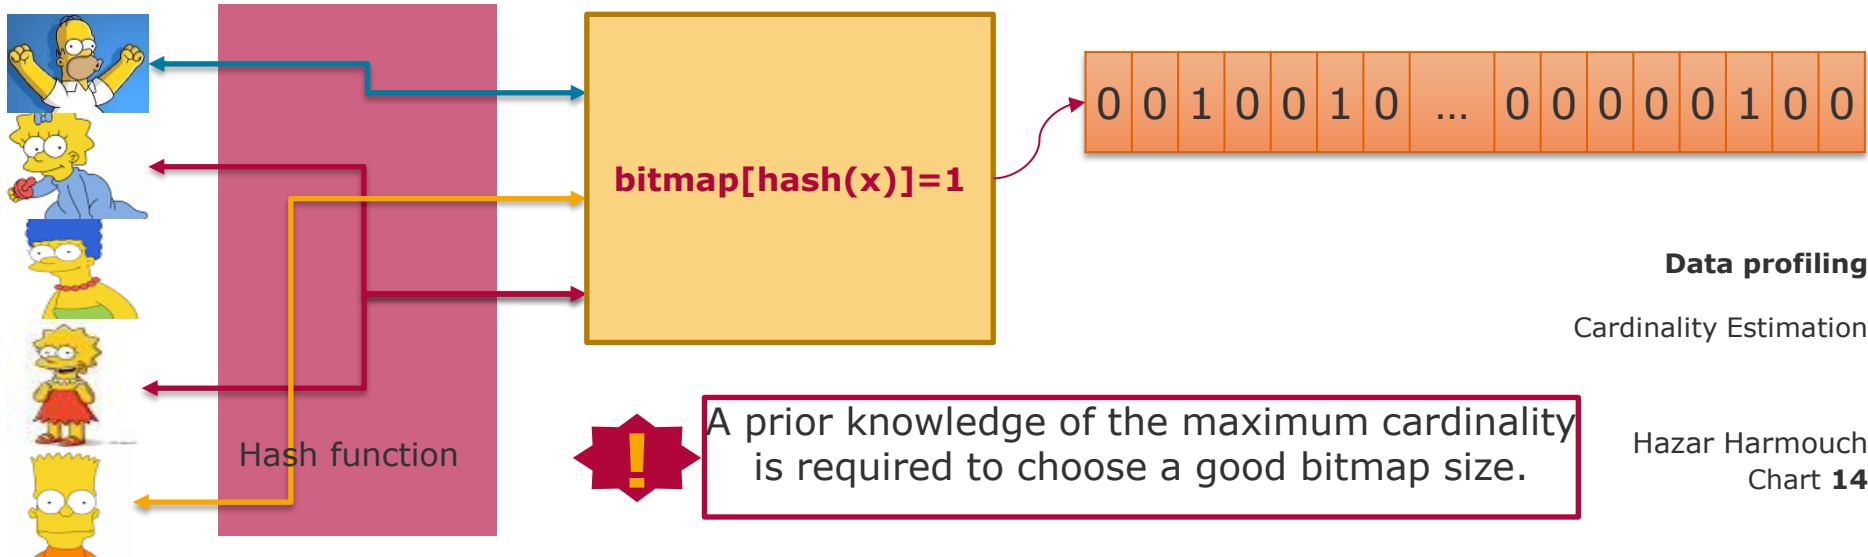 Hash function
bitmap[hash(x)]=1
0 0 1 0 0 1 0 ... 0 0 0 0 0 1 0 0
!
A prior knowledge of the maximum cardinality
is required to choose a good bitmap size.
Data profiling
Cardinality Estimation
Hazar Harmouch
Chart 14